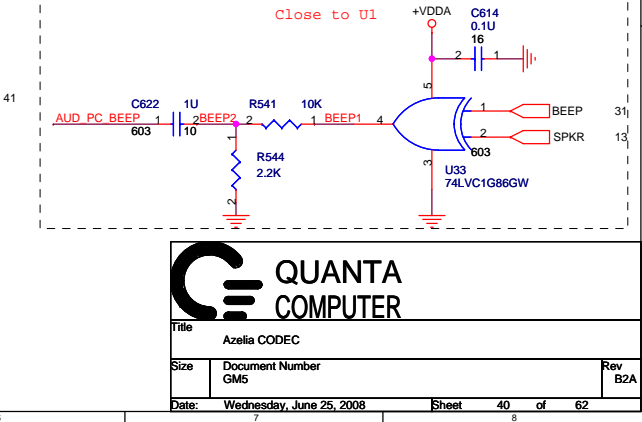 Close to U1
+VDDA
C614
0.1U
16
2 1
5
41
C622 1U
R541 10K
AUD_PC_BEEP 1 2 BEEP2 2 1 BEEP1 4
603 10
1 BEEP 31
2 SPKR 13
603
1
R544
2.2K
2
3
U33
74LVC1G86GW
QUANTA
COMPUTER
Title
Azelia CODEC
Size Document Number Rev
GM5 B2A
Date: Wednesday, June 25, 2008 Sheet 40 of 62
7 8